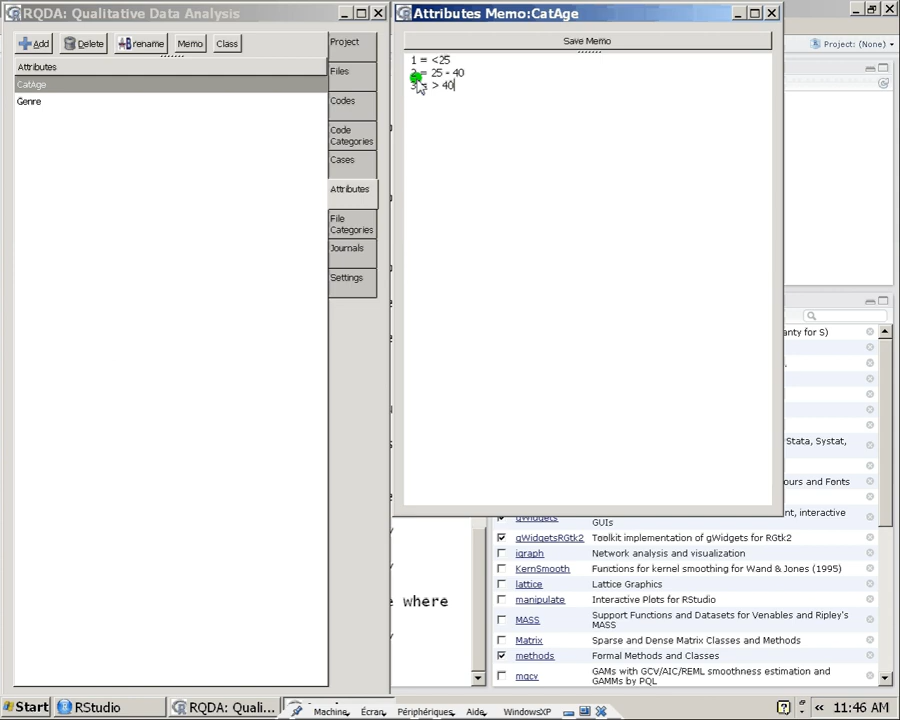 RQDA: Qualitative Data Analysis
Add
Delete
rename
Memo
Class
Attributes
CatAge
Genre
Project
Files
Codes
Code
Categories
Cases
Attributes
File
Categories
Journals
Settings
Attributes Memo:CatAge
Save Memo
1 = <25
2 = 25 - 40
3 = > 40
Project: (None)
anty for S)
Stata, Systat,
ours and Fonts
nt, interactive
gWidgets
GUIs
gWidgetsRGtk2 Toolkit implementation of gWidgets for RGtk2
igraph Network analysis and visualization
KernSmooth Functions for kernel smoothing for Wand & Jones (1995)
lattice Lattice Graphics
manipulate Interactive Plots for RStudio
MASS Support Functions and Datasets for Venables and Ripley's
MASS
Matrix Sparse and Dense Matrix Classes and Methods
methods Formal Methods and Classes
mgcv GAMs with GCV/AIC/REML smoothness estimation and
GAMMs by PQL
e where
Start
RStudio
RQDA: Quali...
Machine
Écran
Périphériques
Aide
WindowsXP
11:46 AM